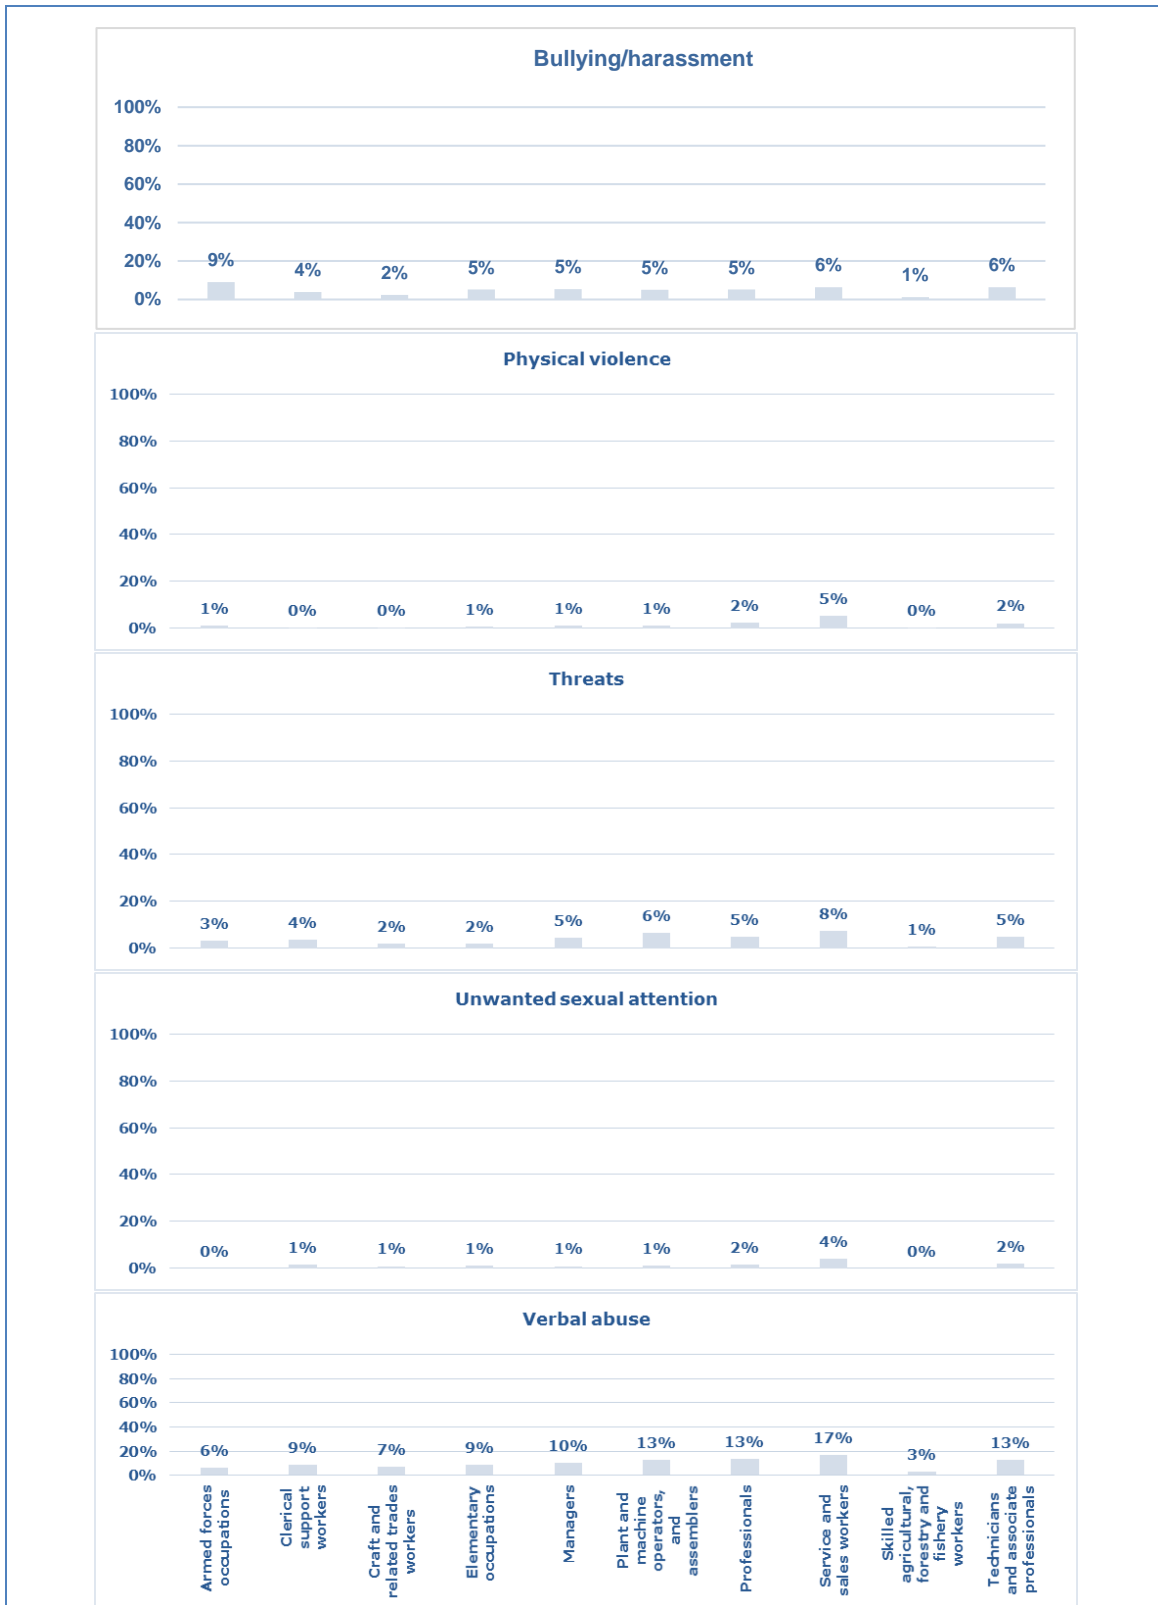 Bullying/harassment
100%
80%
60%
40%
20%
0%
9%
4%
2%
5%
5%
5%
5%
6%
1%
6%
Physical violence
100%
80%
60%
40%
20%
0%
1%
0%
0%
1%
1%
1%
2%
5%
0%
2%
Threats
100%
80%
60%
40%
20%
0%
3%
4%
2%
2%
5%
6%
5%
8%
1%
5%
Unwanted sexual attention
100%
80%
60%
40%
20%
0%
0%
1%
1%
1%
1%
1%
2%
4%
0%
2%
Verbal abuse
100%
80%
60%
40%
20%
0%
6%
9%
7%
9%
10%
13%
13%
17%
3%
13%
Armed forces
occupations
Clerical
support
workers
Craft and
related trades
workers
Elementary
occupations
Managers
Plant and
machine
operators,
and
assemblers
Professionals
Service and
sales workers
Skilled
agricultural,
forestry and
fishery
workers
Technicians
and associate
professionals